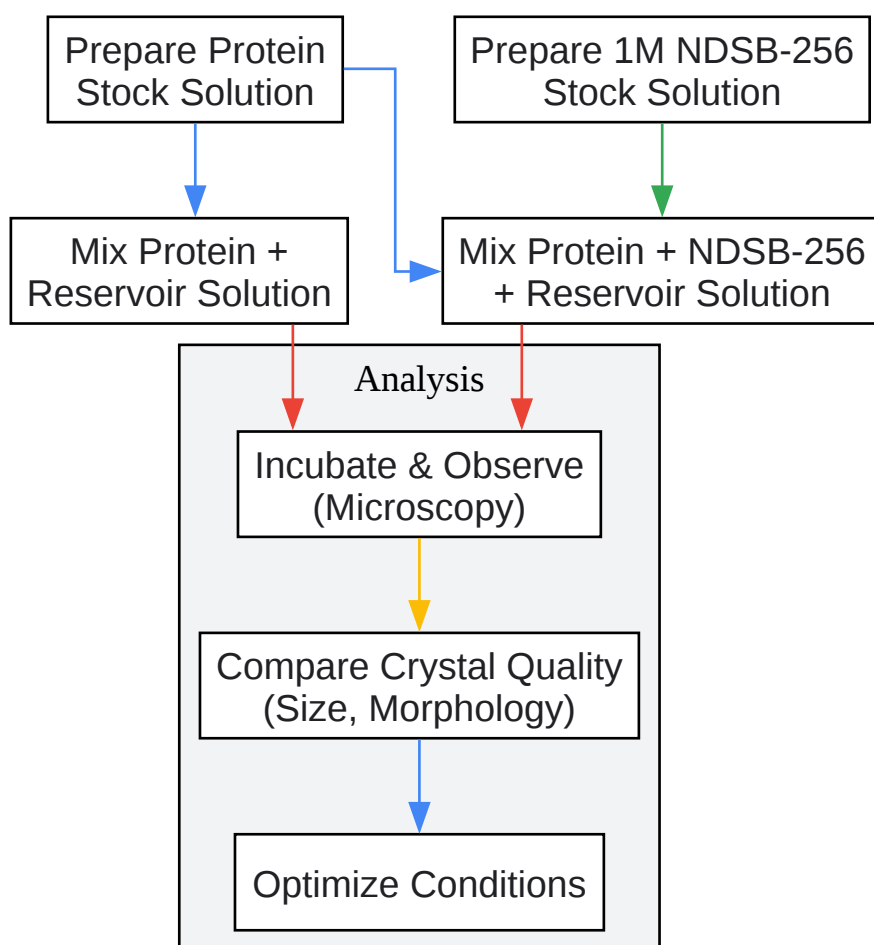 Prepare Protein
Stock Solution
Prepare 1M NDSB-256
Stock Solution
Mix Protein +
Reservoir Solution
Mix Protein + NDSB-256
+ Reservoir Solution
Analysis
Incubate & Observe
(Microscopy)
Compare Crystal Quality
(Size, Morphology)
Optimize Conditions